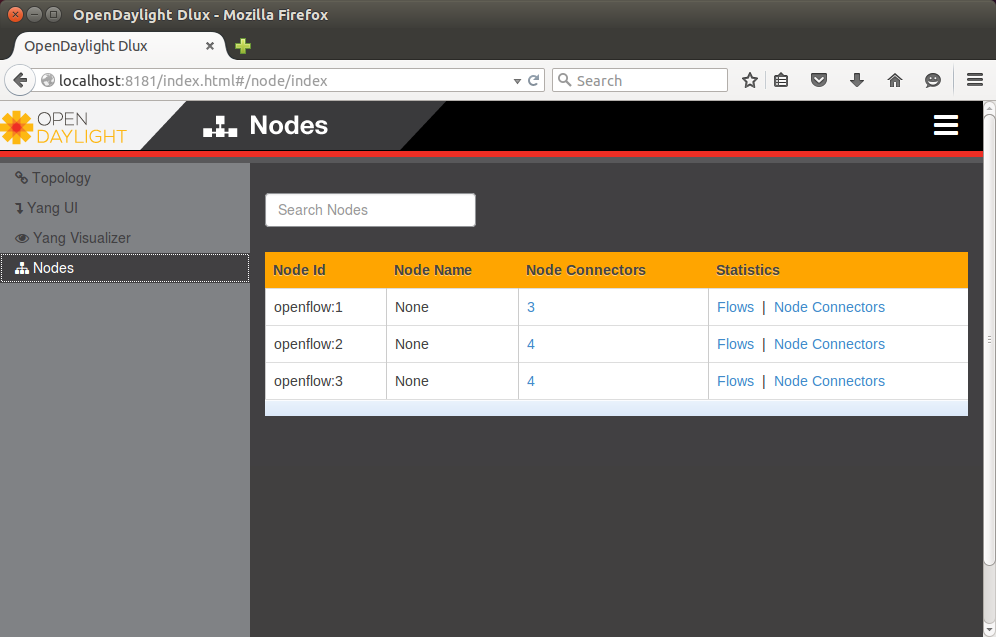 OpenDaylight Dlux - Mozilla Firefox
OpenDaylight Dlux
localhost:8181/index.html#/node/index
Search
OPEN
DAYLIGHT
Nodes
Topology
Yang UI
Yang Visualizer
Nodes
Search Nodes
Node Id Node Name Node Connectors Statistics
openflow:1 None 3 Flows | Node Connectors
openflow:2 None 4 Flows | Node Connectors
openflow:3 None 4 Flows | Node Connectors